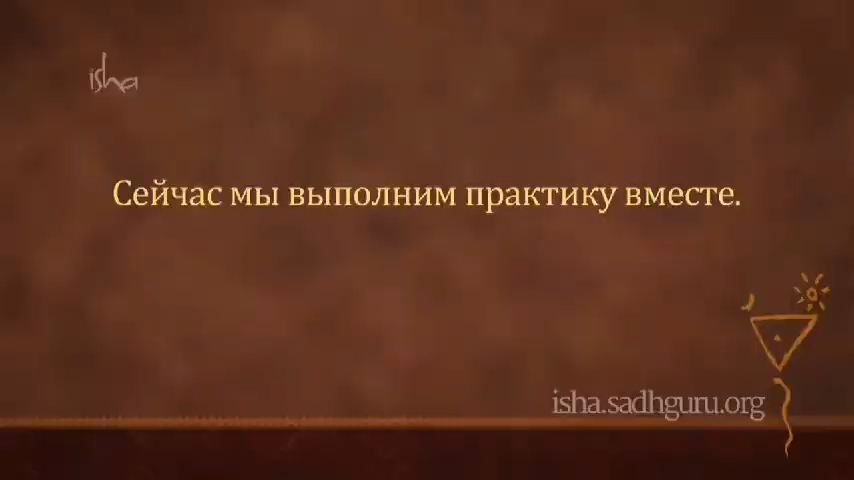 isha
Сейчас мы выполним практику вместе.
isha.sadhguru.org